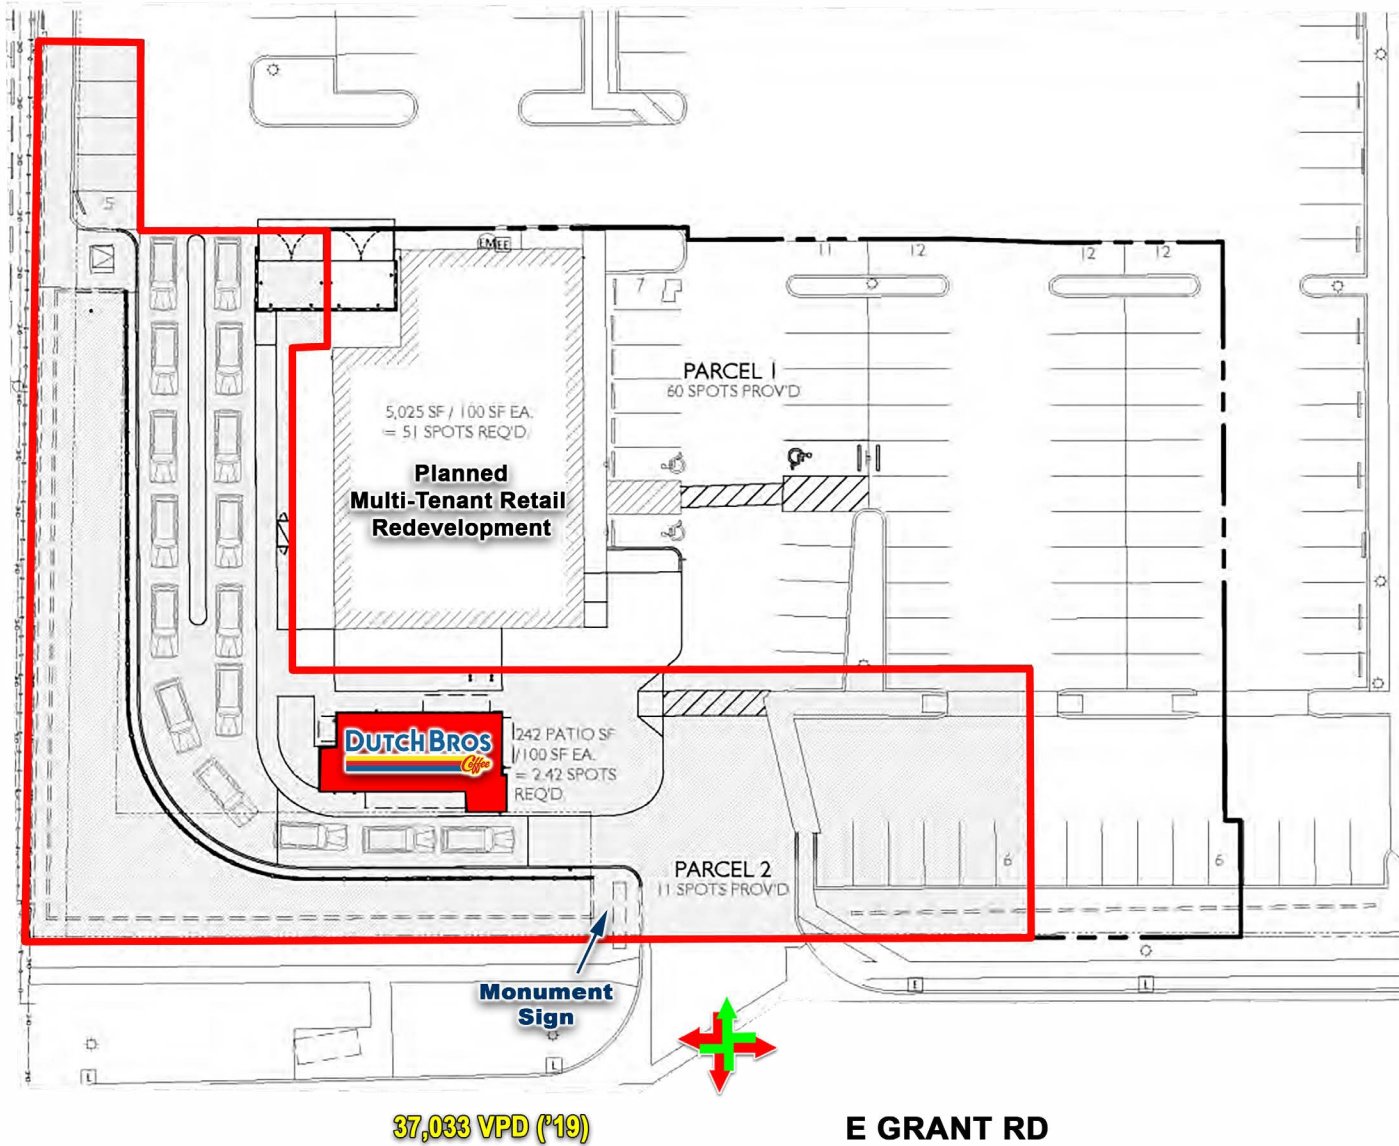 5
EM EE
11
12
12
12
7
PARCEL 1
60 SPOTS PROV'D
5,025 SF / 100 SF EA.
= 51 SPOTS REQ'D.
Planned
Multi-Tenant Retail
Redevelopment
DUTCH BROS
Coffee
242 PATIO SF
/100 SF EA.
= 2.42 SPOTS
REQ'D
PARCEL 2
11 SPOTS PROV'D
6
6
Monument
Sign
E
L
L
L
37,033 VPD ('19)
E GRANT RD